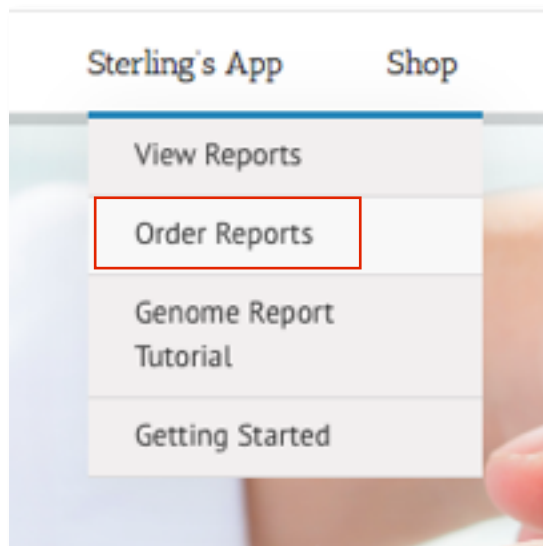 Sterling's App Shop
View Reports
Order Reports
Genome Report
Tutorial
Getting Started